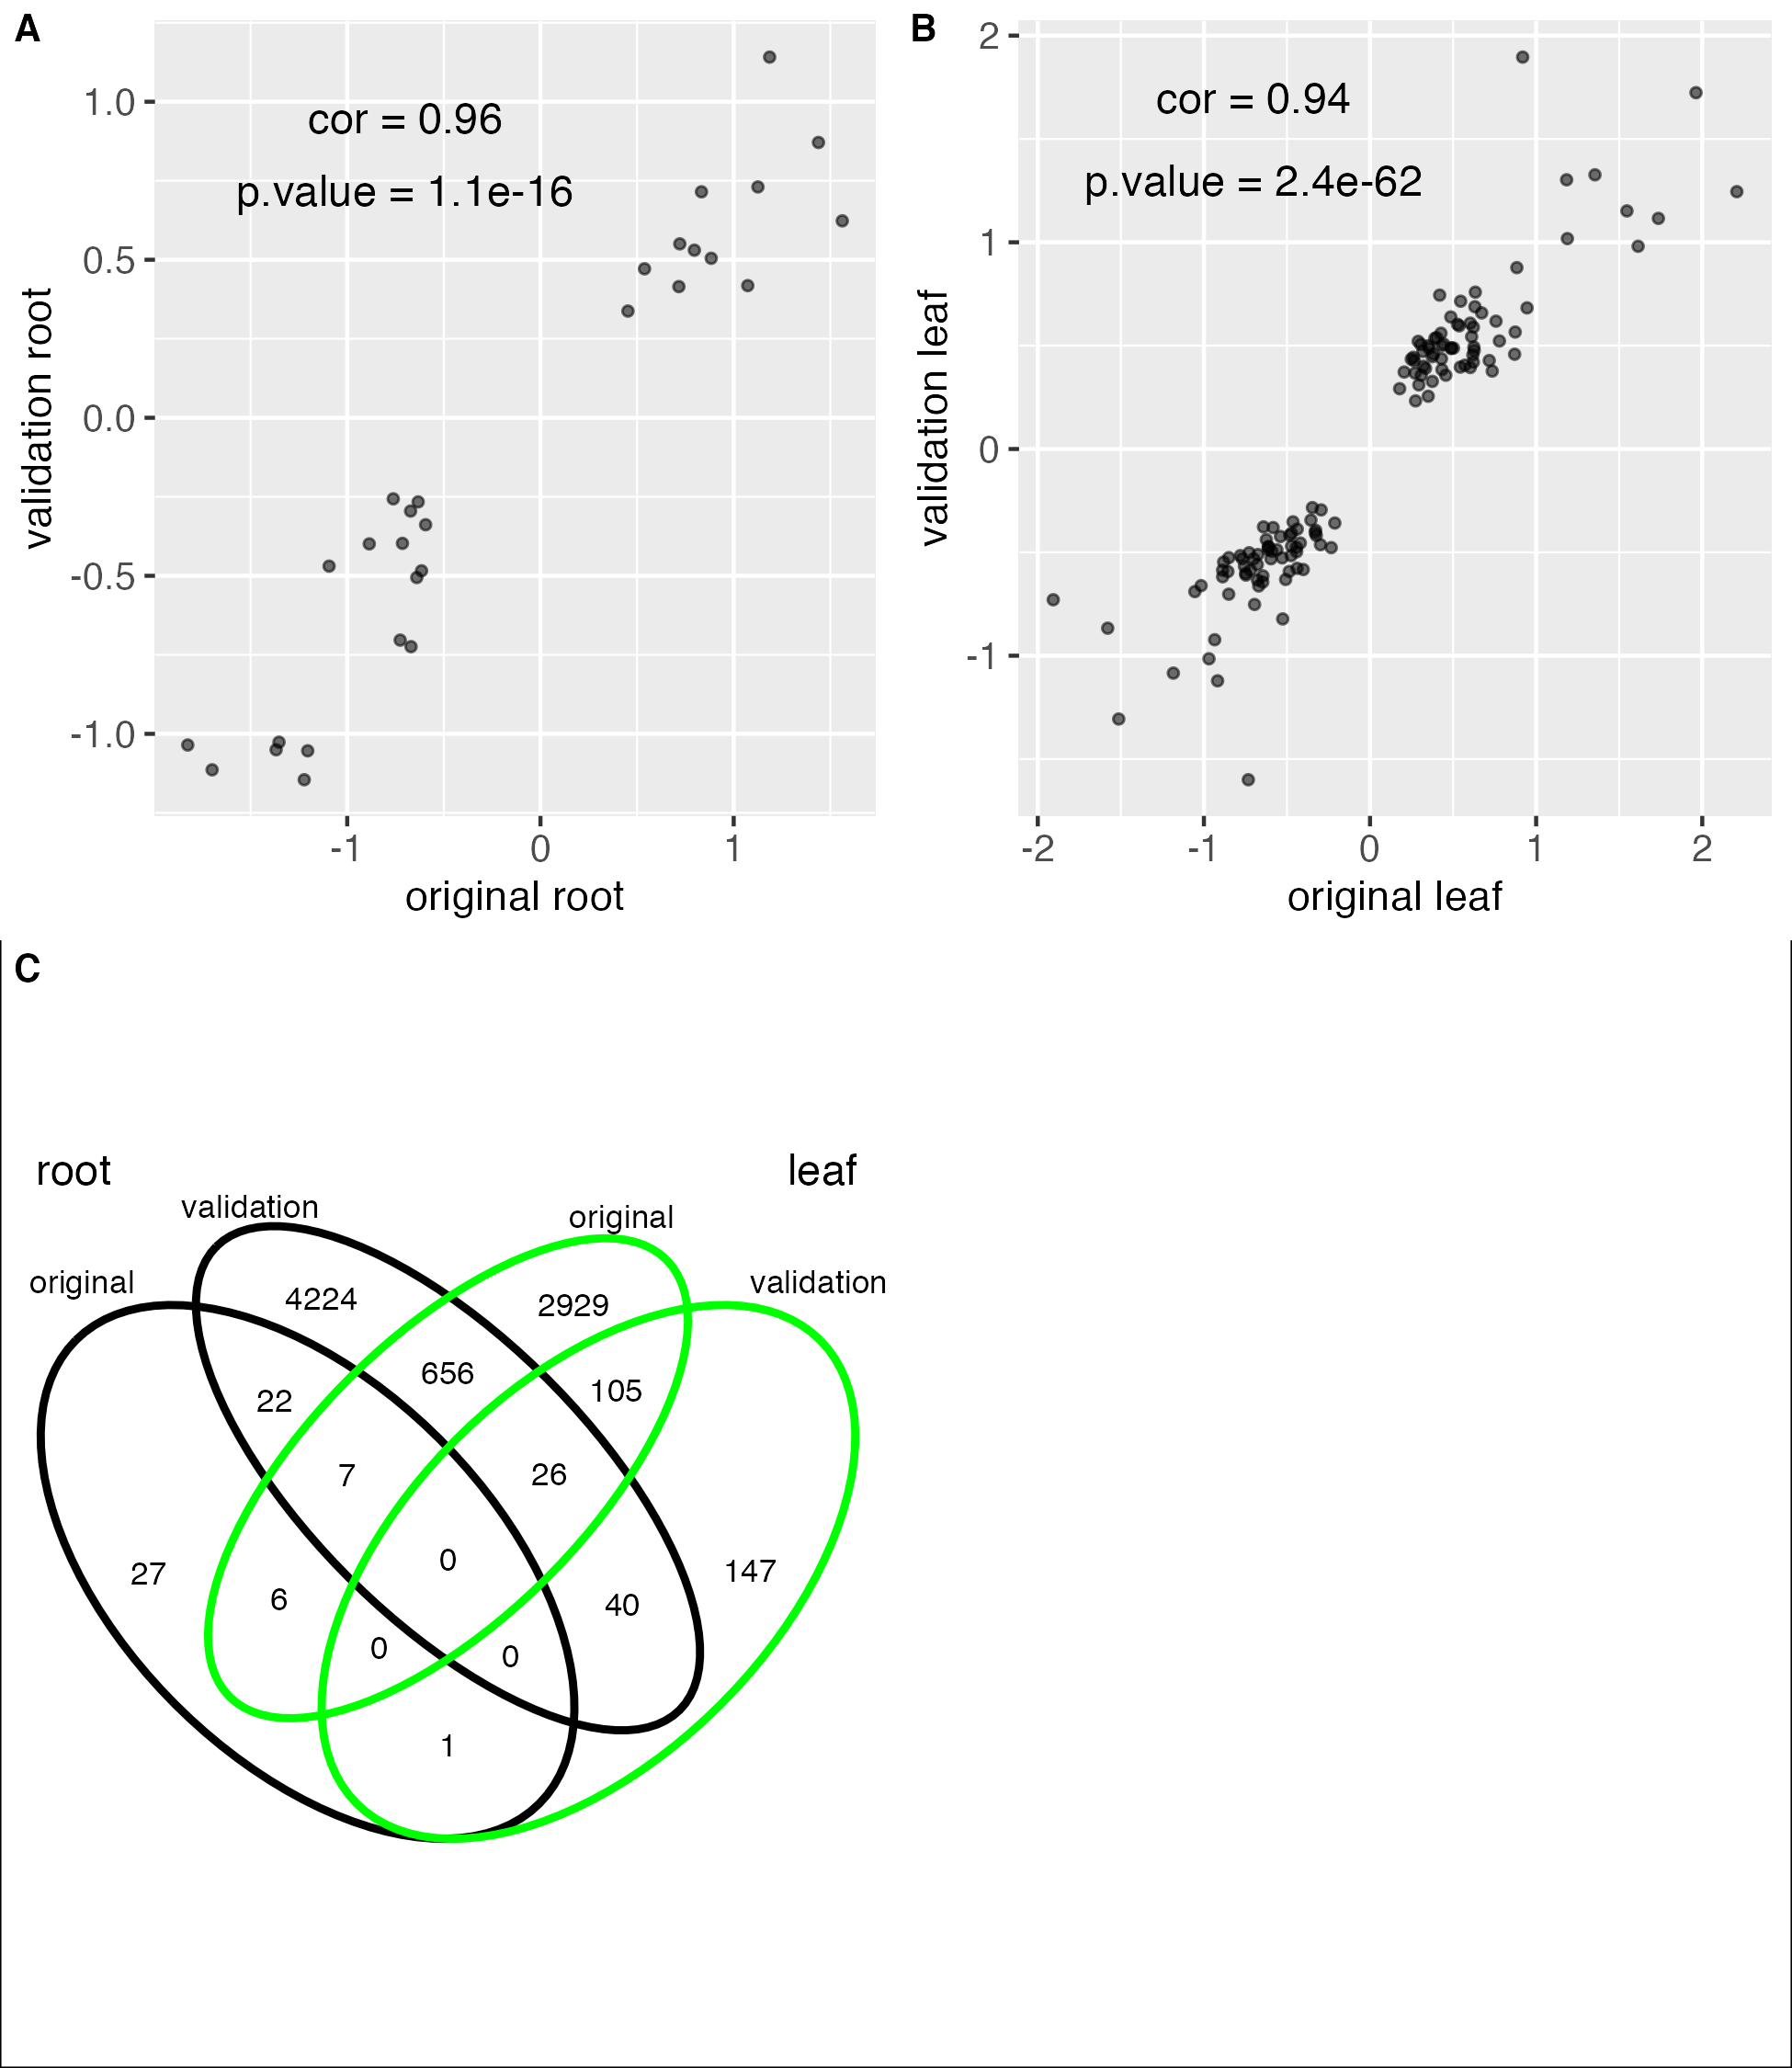 A
cor = 0.96
p.value = 1.1e-16
1.0
0.5
0.0
-0.5
-1.0
validation root
-1 0 1
original root
B
cor = 0.94
p.value = 2.4e-62
2
1
0
-1
validation leaf
-2 -1 0 1 2
original leaf
C
root leaf
validation original
original validation
4224 2929
656
22 105
7 26
0
27 147
6 40
0 0
1